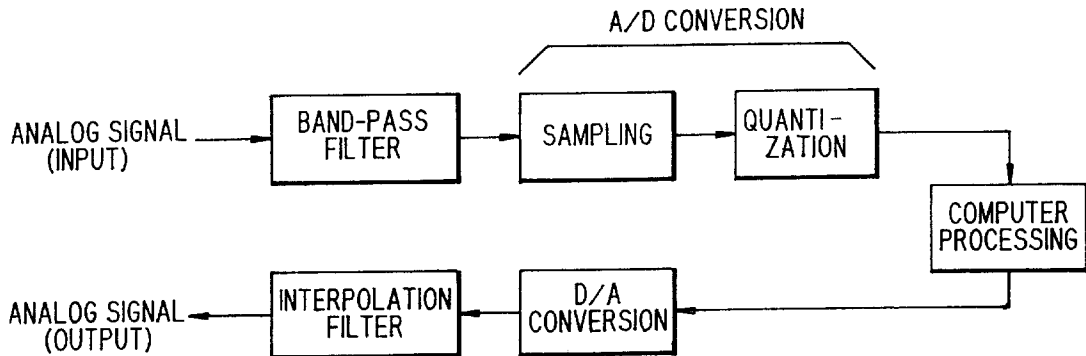 A/D CONVERSION
ANALOG SIGNAL
(INPUT)
BAND-PASS
FILTER
SAMPLING
QUANTI-
ZATION
COMPUTER
PROCESSING
D/A
CONVERSION
INTERPOLATION
FILTER
ANALOG SIGNAL
(OUTPUT)